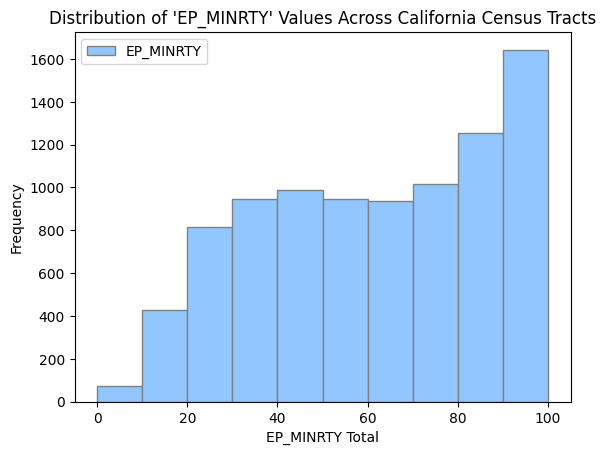 Distribution of 'EP_MINRTY' Values Across California Census Tracts
EP_MINRTY
1600
1400
1200
1000
800
600
400
200
0
Frequency
0 20 40 60 80 100
EP_MINRTY Total